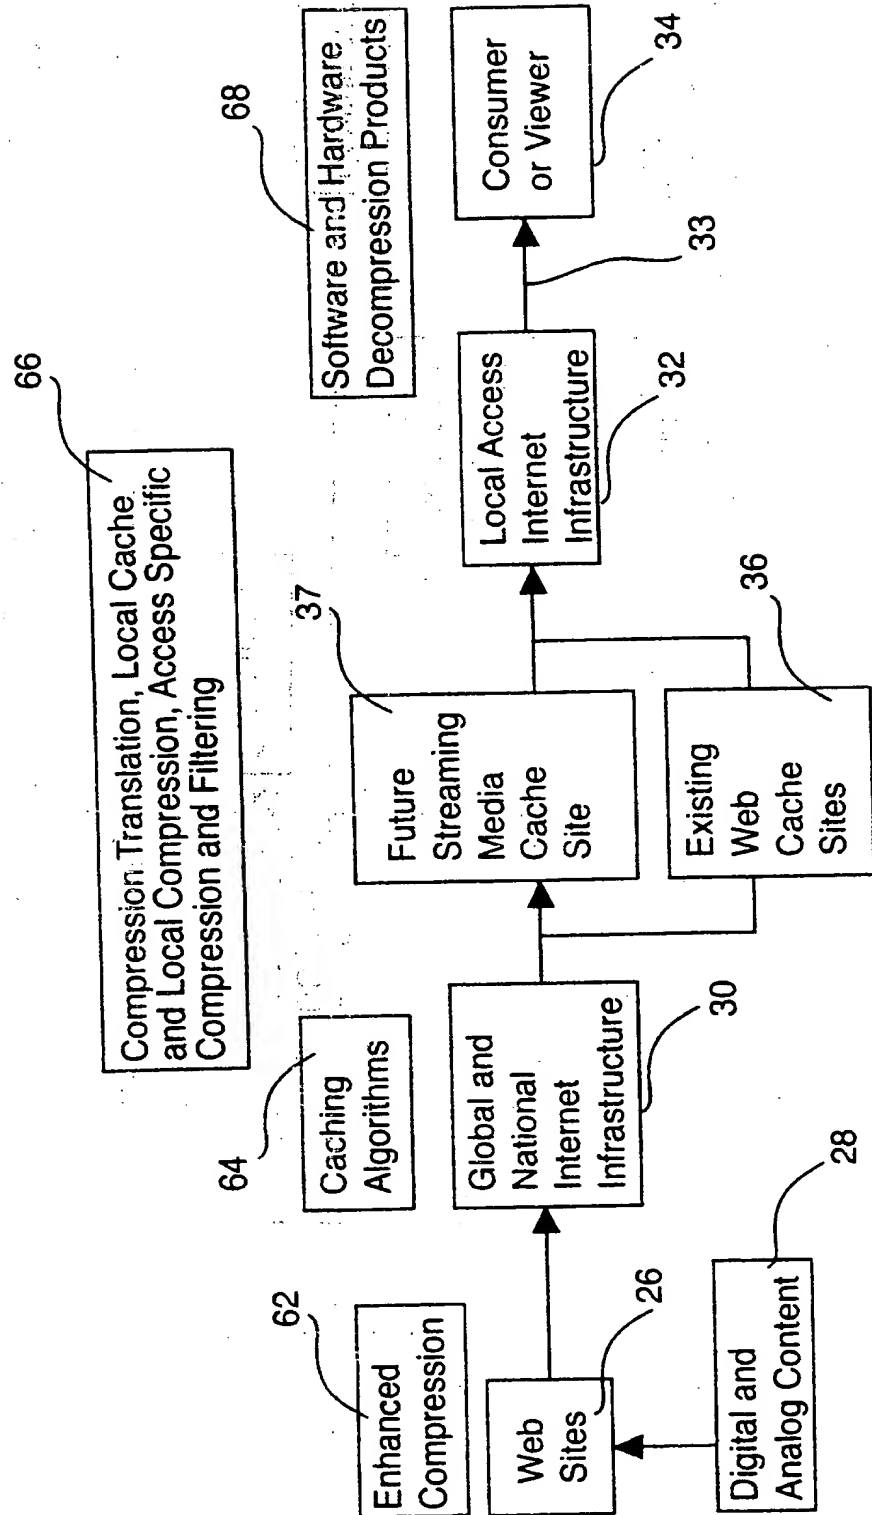 66
Compression Translation, Local Cache
and Local Compression, Access Specific
Compression and Filtering
62
Enhanced
Compression
64
Caching
Algorithms
68
Software and Hardware
Decompression Products
37
Web
Sites
26
Global and
National
Internet
Infrastructure
30
Future
Streaming
Media
Cache
Site
Local Access
Internet
Infrastructure
32
33
Consumer
or Viewer
34
Digital and
Analog Content
28
Existing
Web
Cache
Sites
36